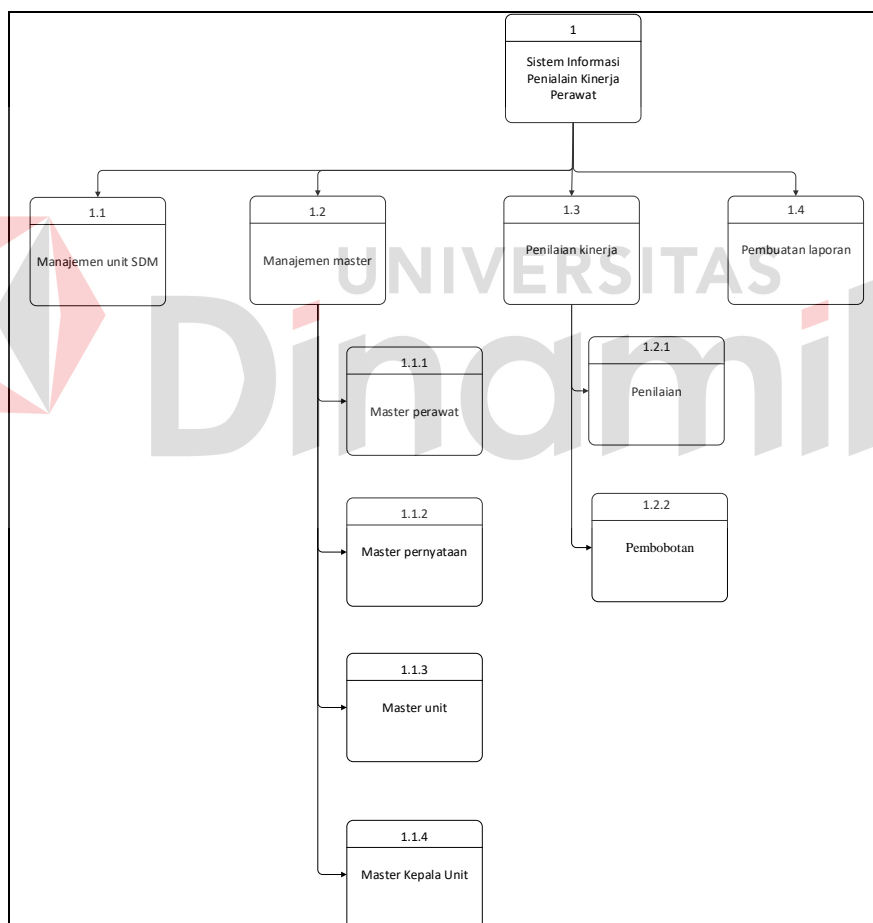 1
Sistem Informasi
Penialain Kinerja
Perawat
1.1
Manajemen unit SDM
1.2
Manajemen master
1.3
Penilaian kinerja
1.4
Pembuatan laporan
UNIVERSITAS
Dinamik
1.1.1
Master perawat
1.2.1
Penilaian
1.1.2
Master pernyataan
1.2.2
Pembobotan
1.1.3
Master unit
1.1.4
Master Kepala Unit